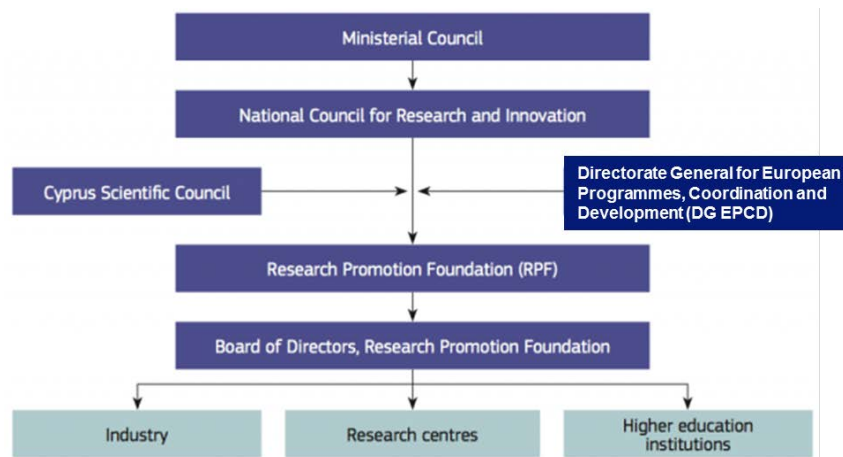 Ministerial Council
National Council for Research and Innovation
Cyprus Scientific Council
Directorate General for European
Programmes, Coordination and
Development (DG EPCD)
Research Promotion Foundation (RPF)
Board of Directors, Research Promotion Foundation
Industry
Research centres
Higher education
institutions